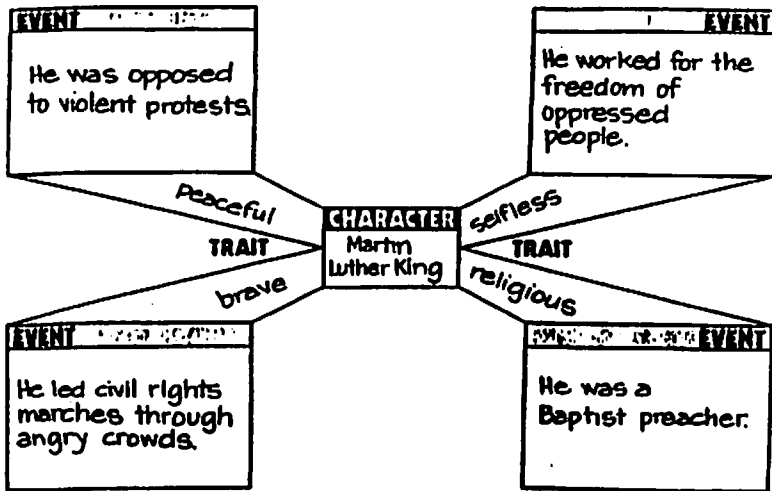 EVENT
He was opposed
to violent protests.
EVENT
He worked for the
freedom of
oppressed
people.
peaceful
selfless
CHARACTER
Martin
Luther King
TRAIT
TRAIT
brave
religious
EVENT
He led civil rights
marches through
angry crowds.
EVENT
He was a
Baptist preacher.